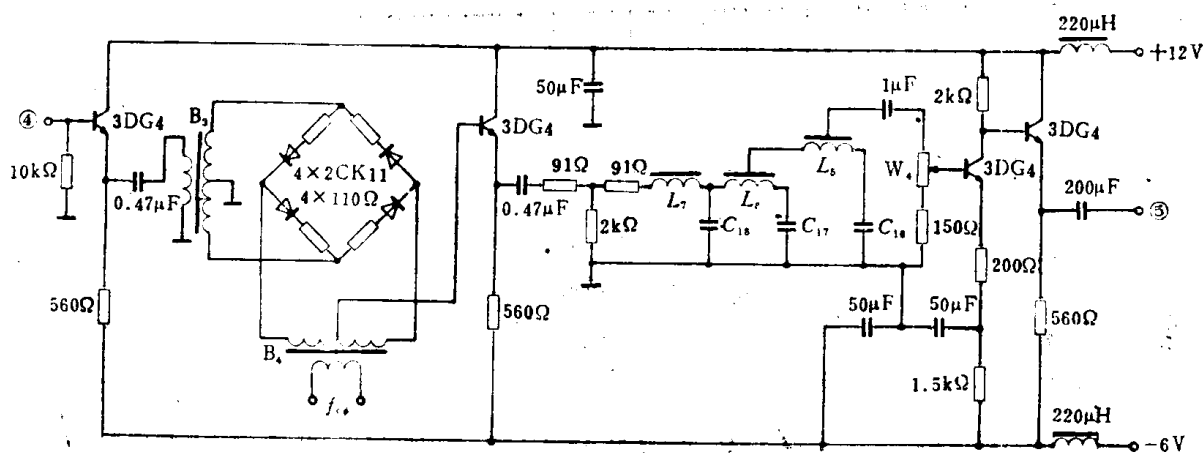 220μH
+12V
④
3DG4
B₃
50μF
3DG4
1μF
2kΩ
3DG4
10kΩ
0.47μF
4×2CK11
4×110Ω
91Ω
91Ω
L₅
W₄
3DG4
200μF
⑤
0.47μF
2kΩ
L₇
C₁₈
C₁₇
C₁₆
150Ω
200Ω
560Ω
560Ω
50μF
50μF
560Ω
B₄
1.5kΩ
220μH
-6V